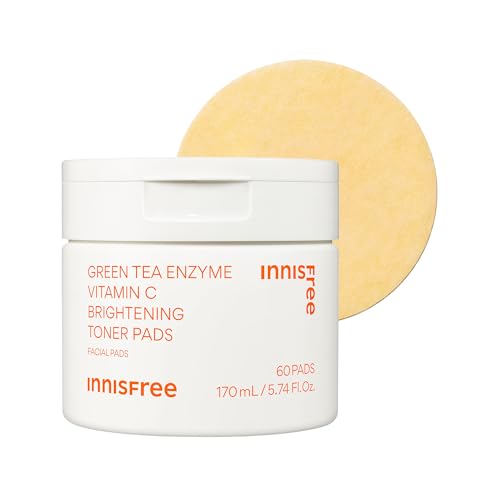 GREEN TEA ENZYME
VITAMIN C
BRIGHTENING
TONER PADS
FACIAL PADS
INNISFree
INNISFree
60 PADS
170 mL / 5.74 Fl. Oz.